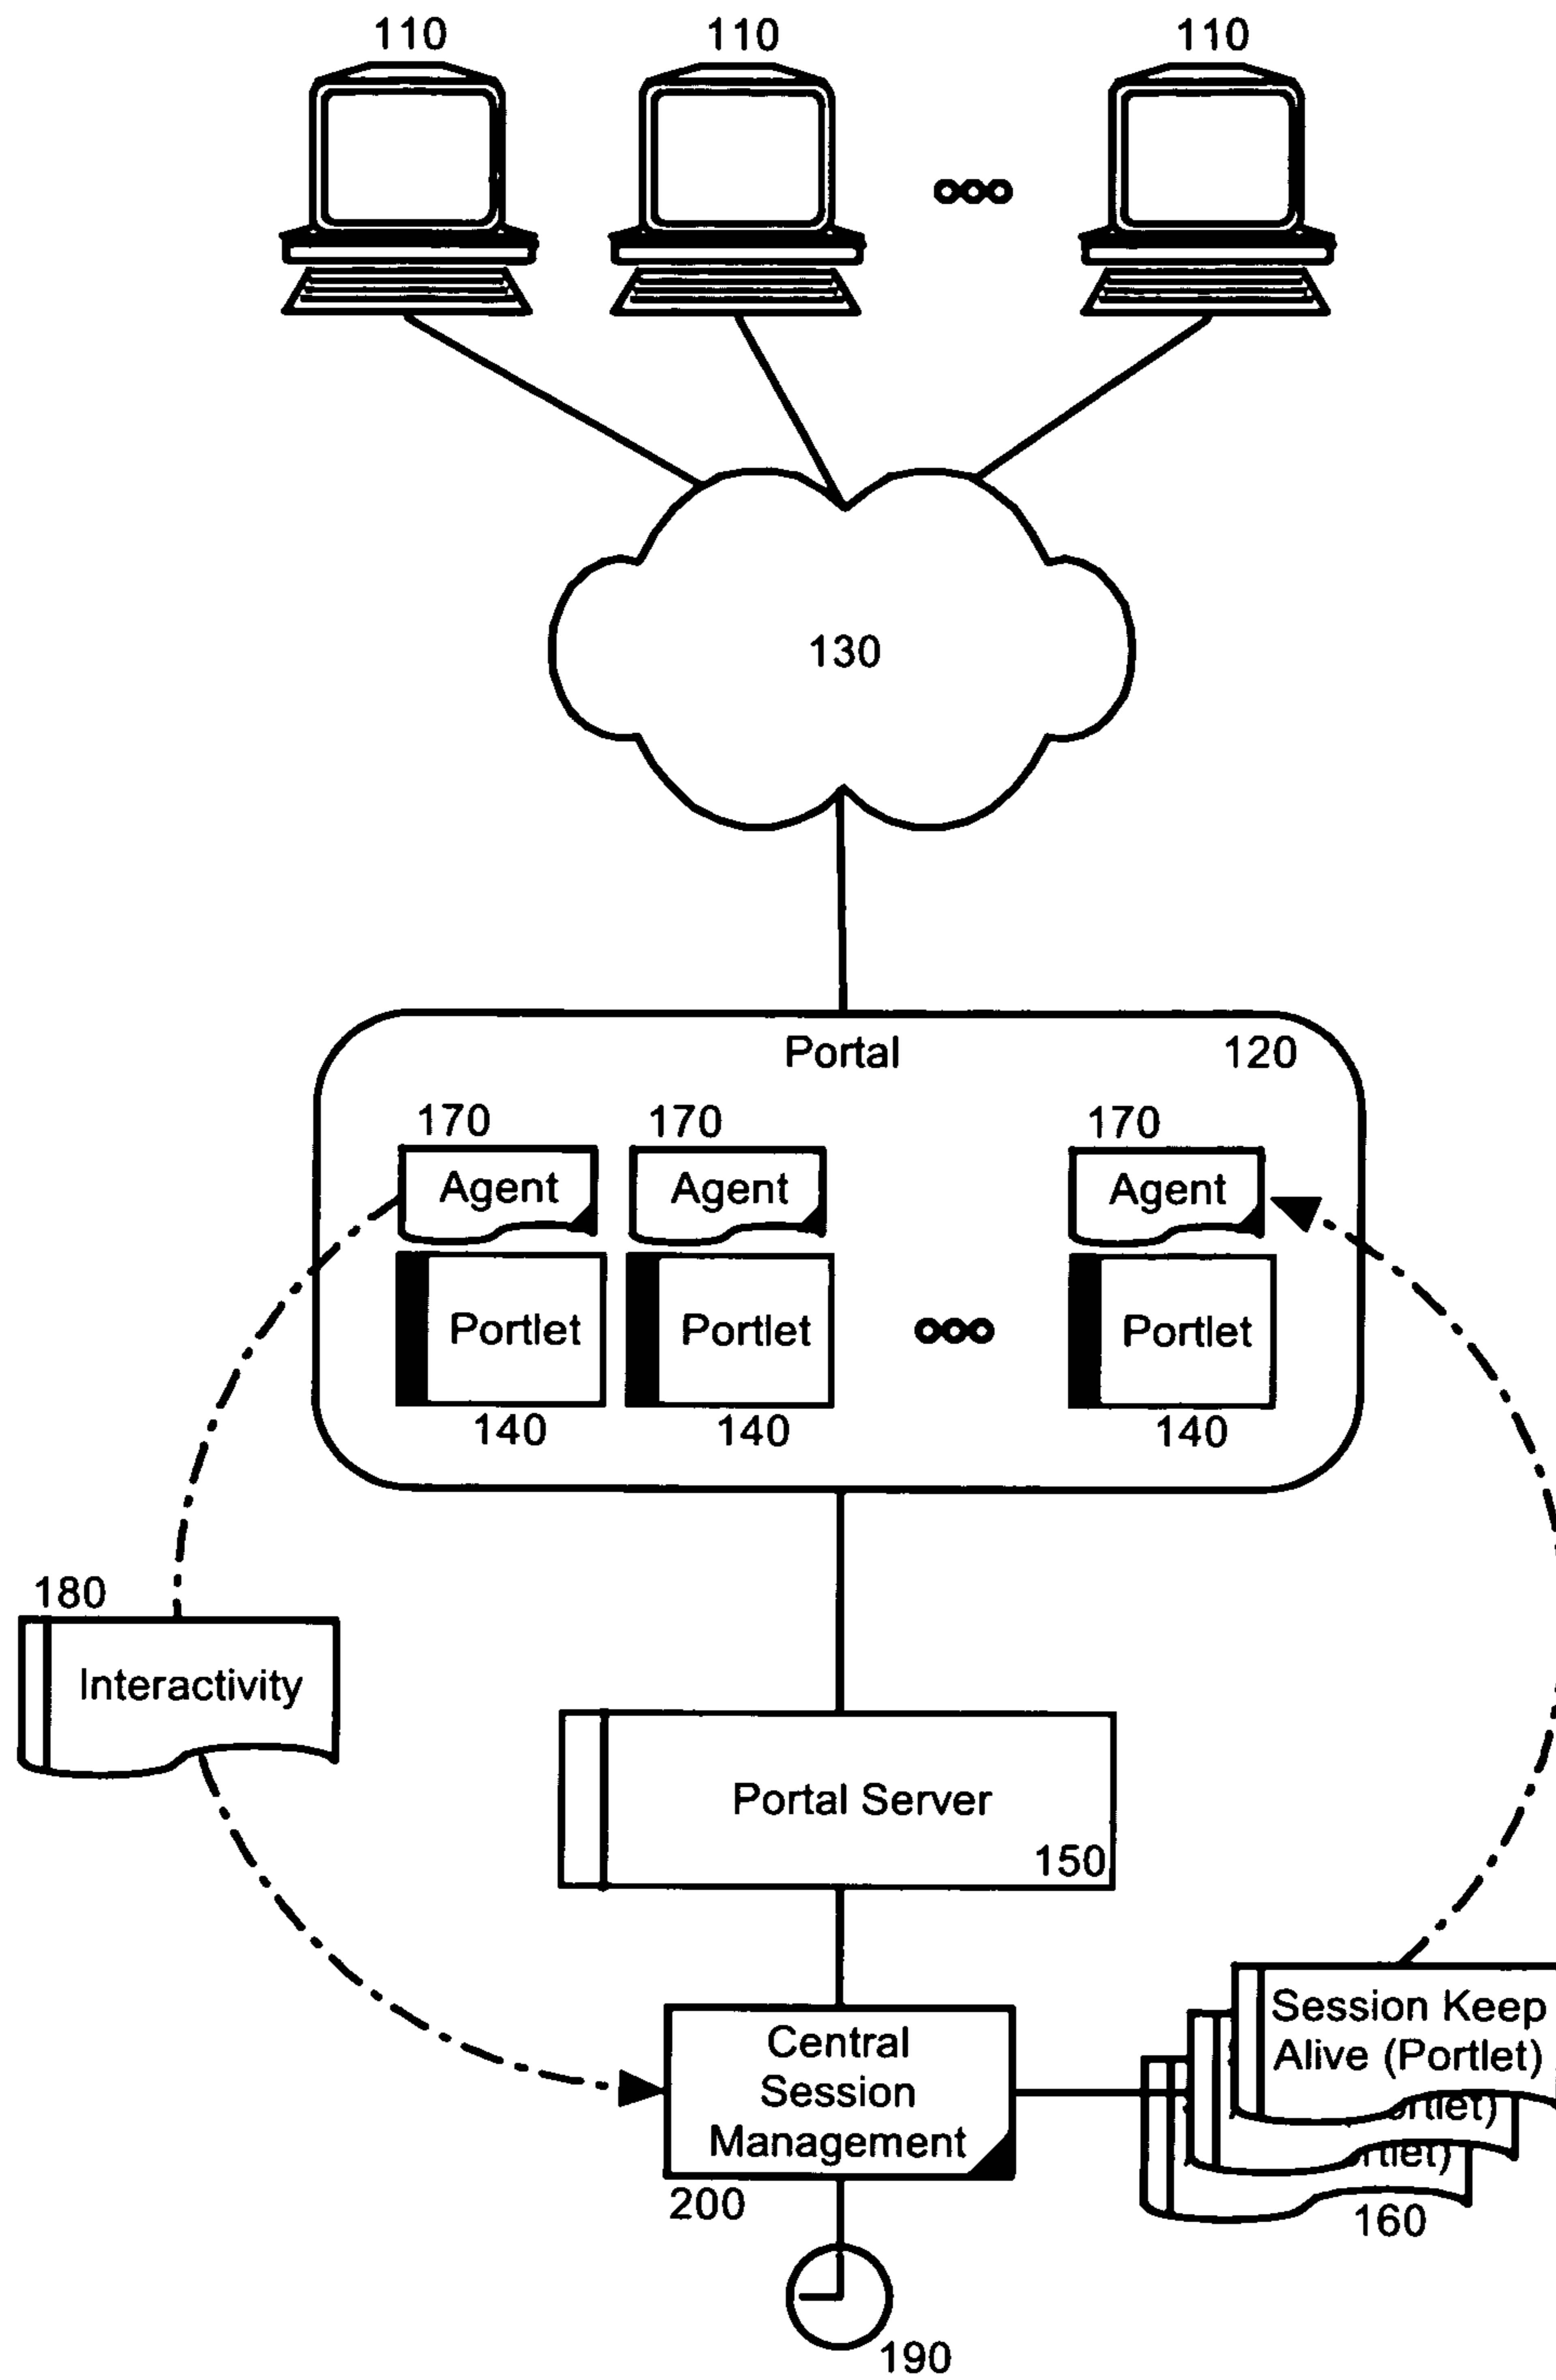 110 110 110
130
Portal 120
170 170 170
Agent Agent Agent
Portlet Portlet Portlet
140 140 140
180
Interactivity
Portal Server
150
Session Keep
Alive (Portlet)
Central
Session
Management
200
160
190